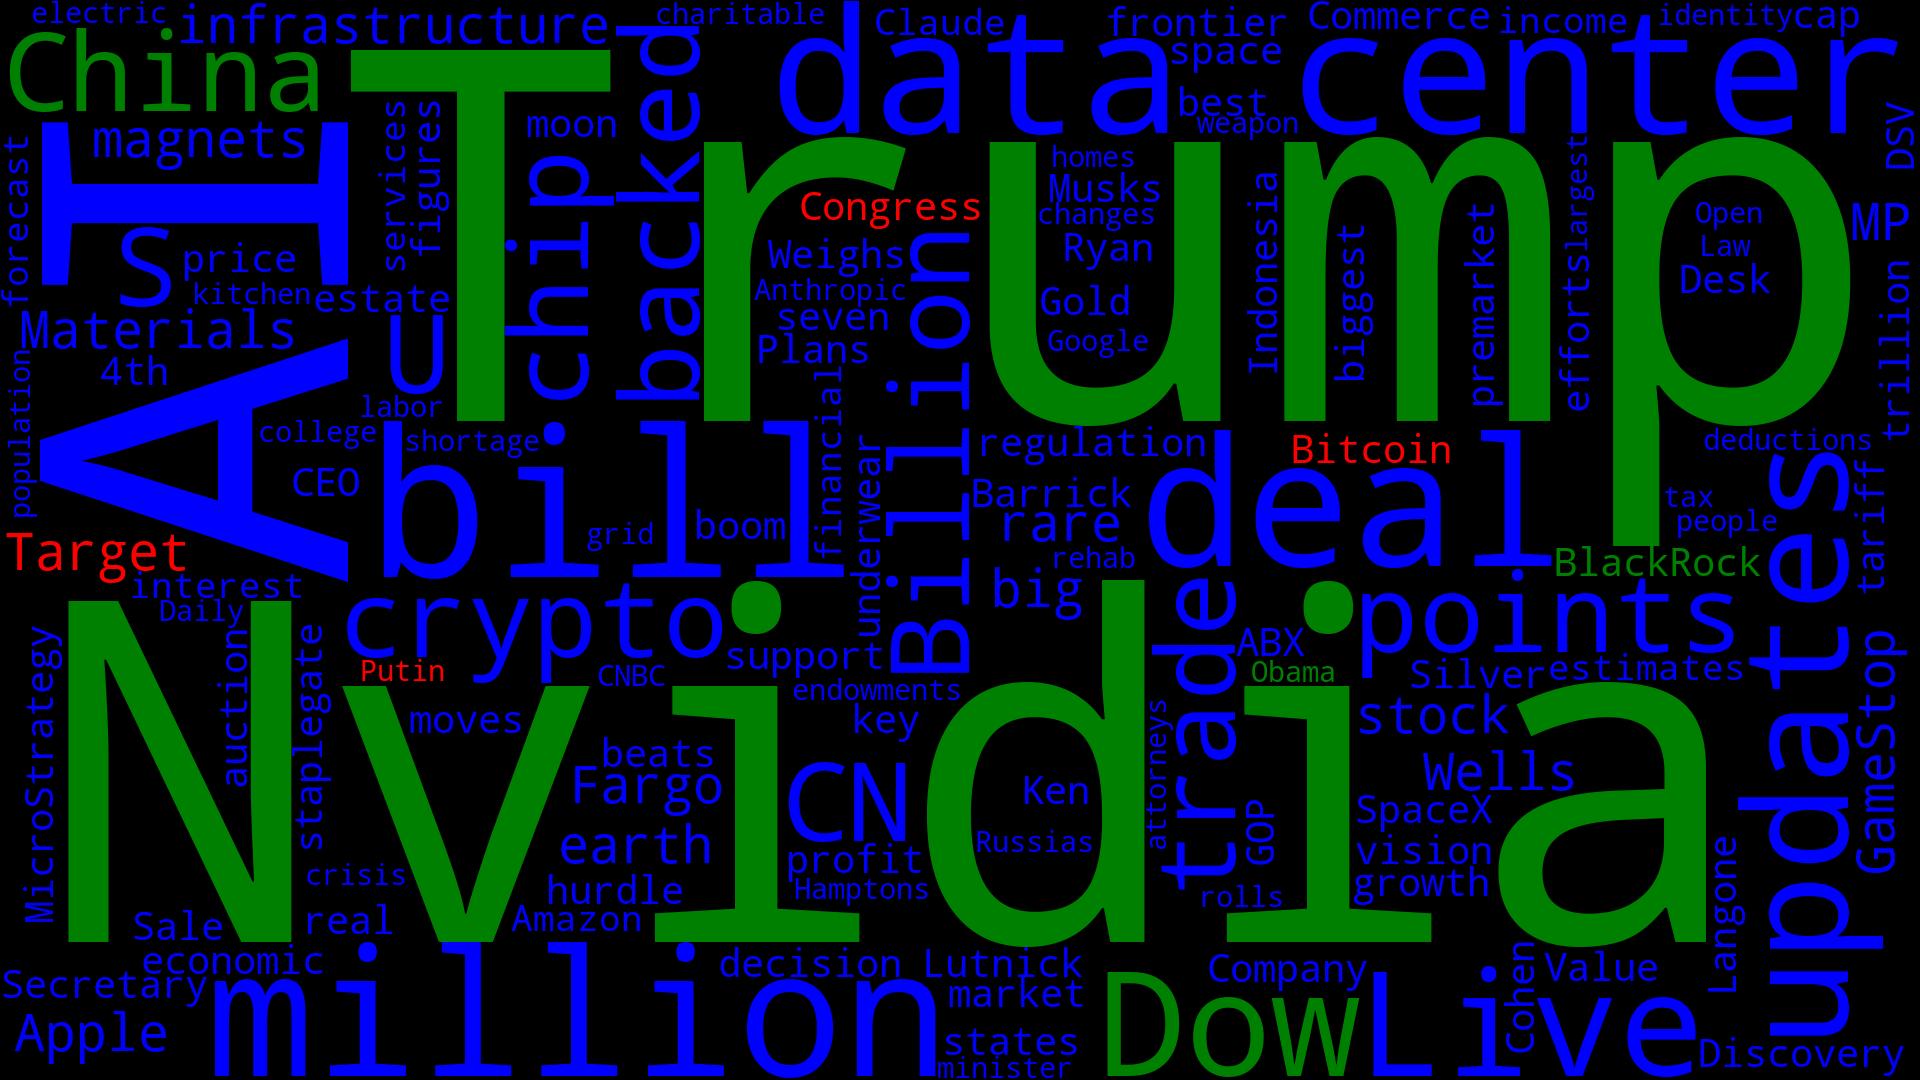 electric
infrastructure
charitable
Claude
frontier
Commerce
income
identity
cap
China
Trump
backed
data
center
space
best
weapon
moon
magnets
services
figures
chip
DSV
forecast
AI
homes
Musks
changes
Ryan
Congress
Weighs
Anthropic
seven
Plans
Gold
Google
Indonesia
biggest
premarket
efforts
largest
Open
Law
Desk
MP
S
price
kitchen
estate
Materials
4th
U
Billion
trillion
population
labor
college
shortage
CEO
bill
financial
underwear
regulation
Bitcoin
deal
deductions
Barrick
rare
tax
people
tariff
grid
boom
rehab
big
BlackRock
updates
Target
interest
Daily
crypto
points
trade
ABX
Putin
CNBC
support
Obama
Silver
estimates
endowments
MicroStrategy
Nvidia
auction
staplegate
moves
key
attorneys
stock
GameStop
beats
Fargo
CN
Ken
GOP
Wells
SpaceX
earth
Russias
vision
profit
growth
crisis
hurdle
Hamptons
rolls
Langone
Sale
real
Amazon
economic
million
decision
Lutnick
Company
Cohen
Value
Secretary
market
Dow
Live
Apple
states
minister
Discovery